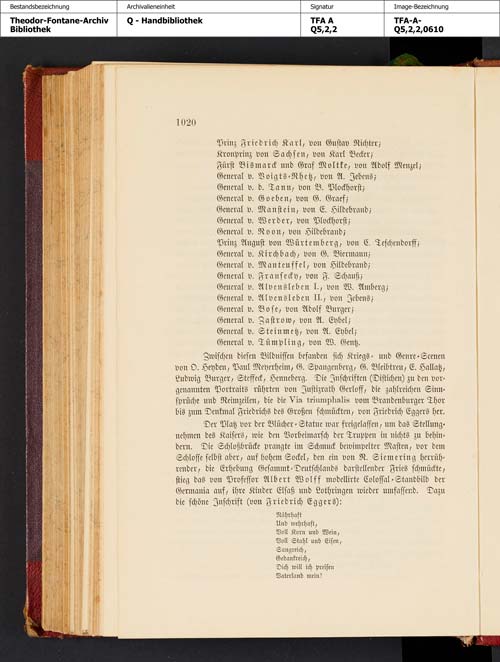 Bestandsbezeichnung
Archivalieneinheit
Signatur
Image-Bezeichnung
Theodor-Fontane-Archiv
Bibliothek
Q - Handbibliothek
TFA A
Q5,2,2
TFA-A-
Q5,2,2,0610
1020
Prinz Friedrich Karl, von Gustav Richter;
Kronprinz von Sachsen, von Karl Becker;
Fürst Bismarck und Graf Moltke, von Adolf Menzel;
General v. Voigts-Rhetz, von A. Jebens;
General v. d. Tann, von B. Plockhorst;
General v. Goeben, von G. Graef;
General v. Manstein, von E. Hildebrand;
General v. Werder, von Plockhorst;
General v. Roon, von Hildebrand;
Prinz August von Würtemberg, von C. Teschendorff;
General v. Kirchbach, von G. Biermann;
General v. Manteuffel, von Hildebrand;
General v. Fransecky, von F. Schauß;
General v. Alvensleben I., von W. Amberg;
General v. Alvensleben II., von Jebens;
General v. Bose, von Adolf Burger;
General v. Zastrow, von A. Eybel;
General v. Steinmetz, von A. Eybel;
General v. Tümpling, von W. Gentz.
Zwischen diesen Bildnissen befanden sich Kriegs- und Genre-Scenen
von O. Heyden, Paul Meyerheim, G. Spangenberg, G. Bleibtreu, E. Hallatz,
Ludwig Burger, Steffeck, Henneberg. Die Inschriften (Distichen) zu den vor-
genannten Portraits rührten von Justizrath Gerloff, die zahlreichen Sinn-
sprüche und Reimzeilen, die die Via triumphalis vom Brandenburger Thor
bis zum Denkmal Friedrichs des Großen schmückten, von Friedrich Eggers her.
Der Platz vor der Blücher-Statue war freigelassen, um das Stellung-
nehmen des Kaisers, wie den Vorbeimarsch der Truppen in nichts zu behin-
dern. Die Schloßbrücke prangte im Schmuck bewimpelter Masten, vor dem
Schlosse selbst aber, auf hohem Sockel, den ein von R. Siemering herrüh-
render, die Erhebung Gesammt-Deutschlands darstellender Fries schmückte,
stieg das von Professor Albert Wolff modellirte Colossal-Standbild der
Germania auf, ihre Kinder Elsaß und Lothringen wieder umfassend. Dazu
die schöne Inschrift (von Friedrich Eggers):
Nährhaft
Und wehrhaft,
Voll Korn und Wein,
Voll Stahl und Eisen,
Sangreich,
Gedankreich,
Dich will ich preisen
Vaterland mein!